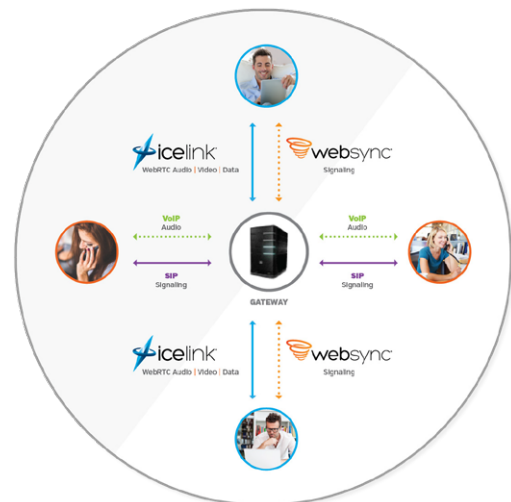 icelink
WebRTC Audio | Video | Data
websync
Signaling
VoIP
Audio
SIP
Signaling
VoIP
Audio
SIP
Signaling
GATEWAY
icelink
WebRTC Audio | Video | Data
websync
Signaling